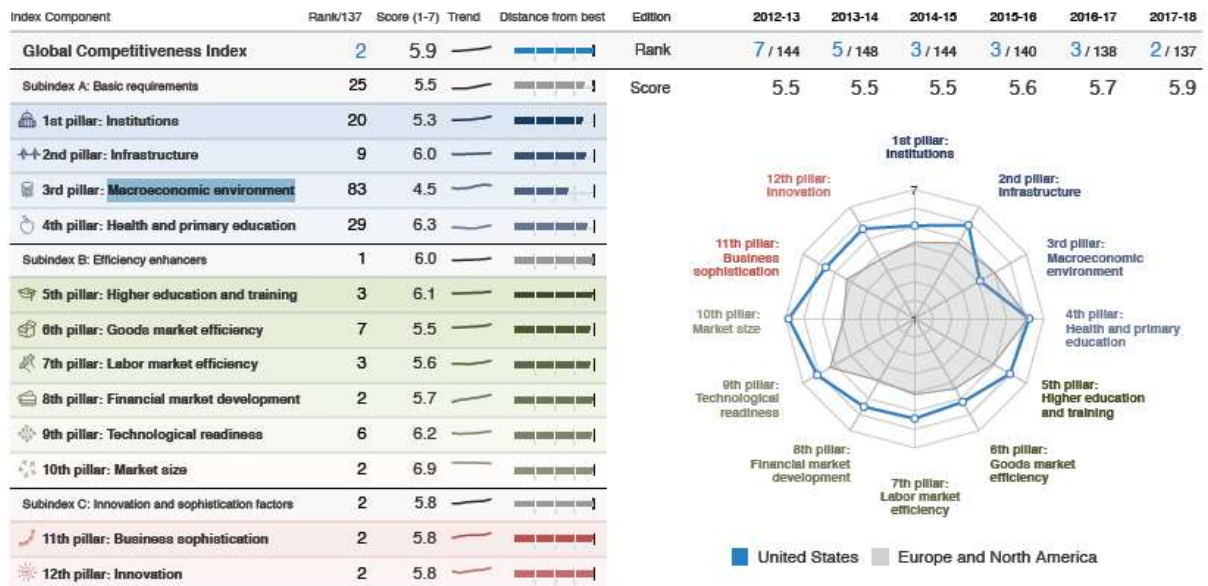 Index Component Rank/137 Score (1-7) Trend Distance from best
Global Competitiveness Index 2 5.9
Subindex A: Basic requirements 25 5.5
1st pillar: Institutions 20 5.3
2nd pillar: Infrastructure 9 6.0
3rd pillar: Macroeconomic environment 83 4.5
4th pillar: Health and primary education 29 6.3
Subindex B: Efficiency enhancers 1 6.0
5th pillar: Higher education and training 3 6.1
6th pillar: Goods market efficiency 7 5.5
7th pillar: Labor market efficiency 3 5.6
8th pillar: Financial market development 2 5.7
9th pillar: Technological readiness 6 6.2
10th pillar: Market size 2 6.9
Subindex C: Innovation and sophistication factors 2 5.8
11th pillar: Business sophistication 2 5.8
12th pillar: Innovation 2 5.8
Edition 2012-13 2013-14 2014-15 2015-16 2016-17 2017-18
Rank 7 / 144 5 / 148 3 / 144 3 / 140 3 / 138 2 / 137
Score 5.5 5.5 5.5 5.6 5.7 5.9
1st pillar:
Institutions
2nd pillar:
Infrastructure
3rd pillar:
Macroeconomic
environment
4th pillar:
Health and primary
education
5th pillar:
Higher education
and training
6th pillar:
Goods market
efficiency
7th pillar:
Labor market
efficiency
8th pillar:
Financial market
development
9th pillar:
Technological
readiness
10th pillar:
Market size
11th pillar:
Business
sophistication
12th pillar:
Innovation
7
1
United States Europe and North America